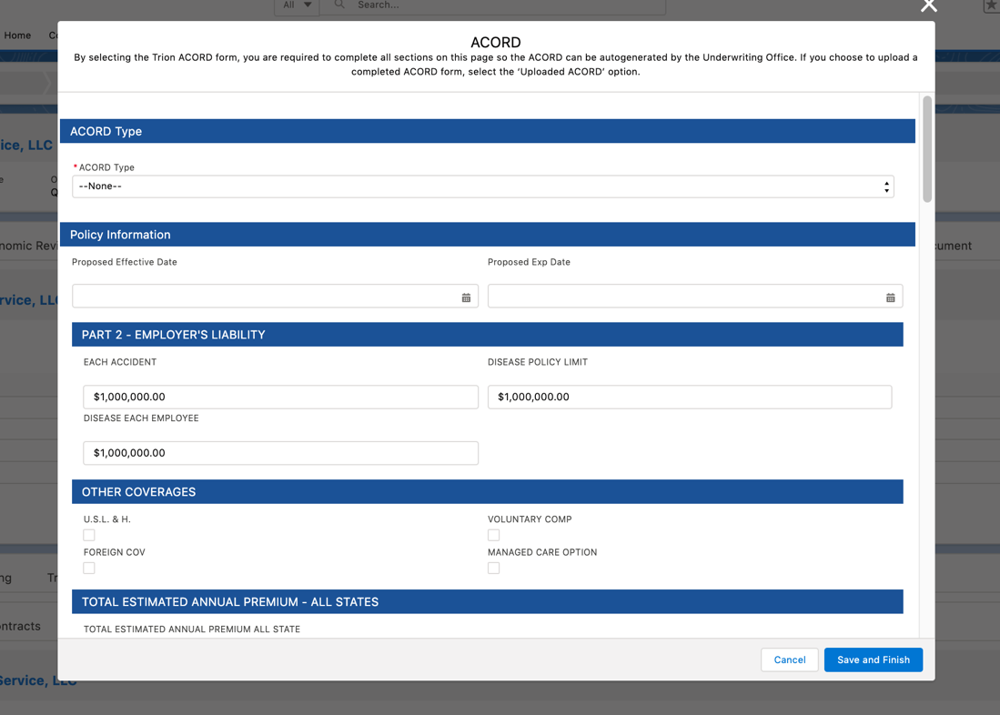 All
Search...
Home
ACORD
By selecting the Trion ACORD form, you are required to complete all sections on this page so the ACORD can be autogenerated by the Underwriting Office. If you choose to upload a
completed ACORD form, select the ‘Uploaded ACORD’ option.
ACORD Type
ice, LLC
*ACORD Type
--None--
Policy Information
nomic Rev
cument
Proposed Effective Date
Proposed Exp Date
rvice, LLC
PART 2 - EMPLOYER'S LIABILITY
EACH ACCIDENT
DISEASE POLICY LIMIT
$1,000,000.00
$1,000,000.00
DISEASE EACH EMPLOYEE
$1,000,000.00
OTHER COVERAGES
U.S.L. & H.
VOLUNTARY COMP
FOREIGN COV
MANAGED CARE OPTION
ng
Tr
TOTAL ESTIMATED ANNUAL PREMIUM - ALL STATES
ontracts
TOTAL ESTIMATED ANNUAL PREMIUM ALL STATE
Cancel
Save and Finish
Service, LLC